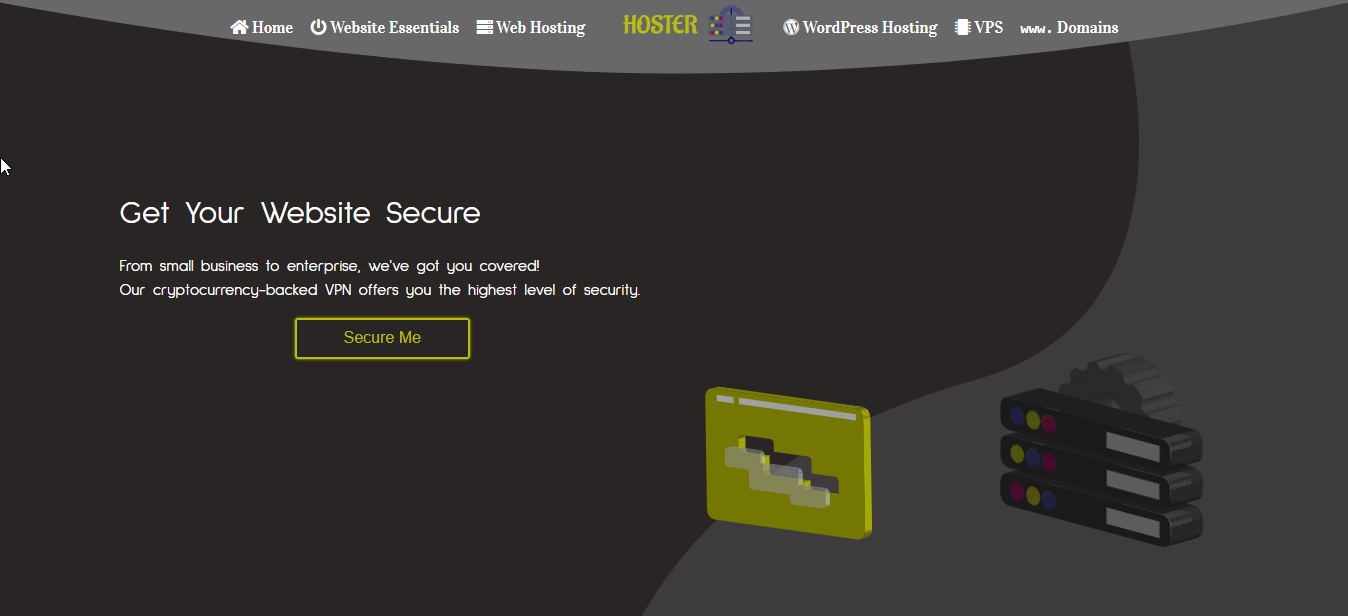 Home Website Essentials Web Hosting HOSTER WordPress Hosting VPS www. Domains
Get Your Website Secure
From small business to enterprise, we've got you covered!
Our cryptocurrency-backed VPN offers you the highest level of security.
Secure Me